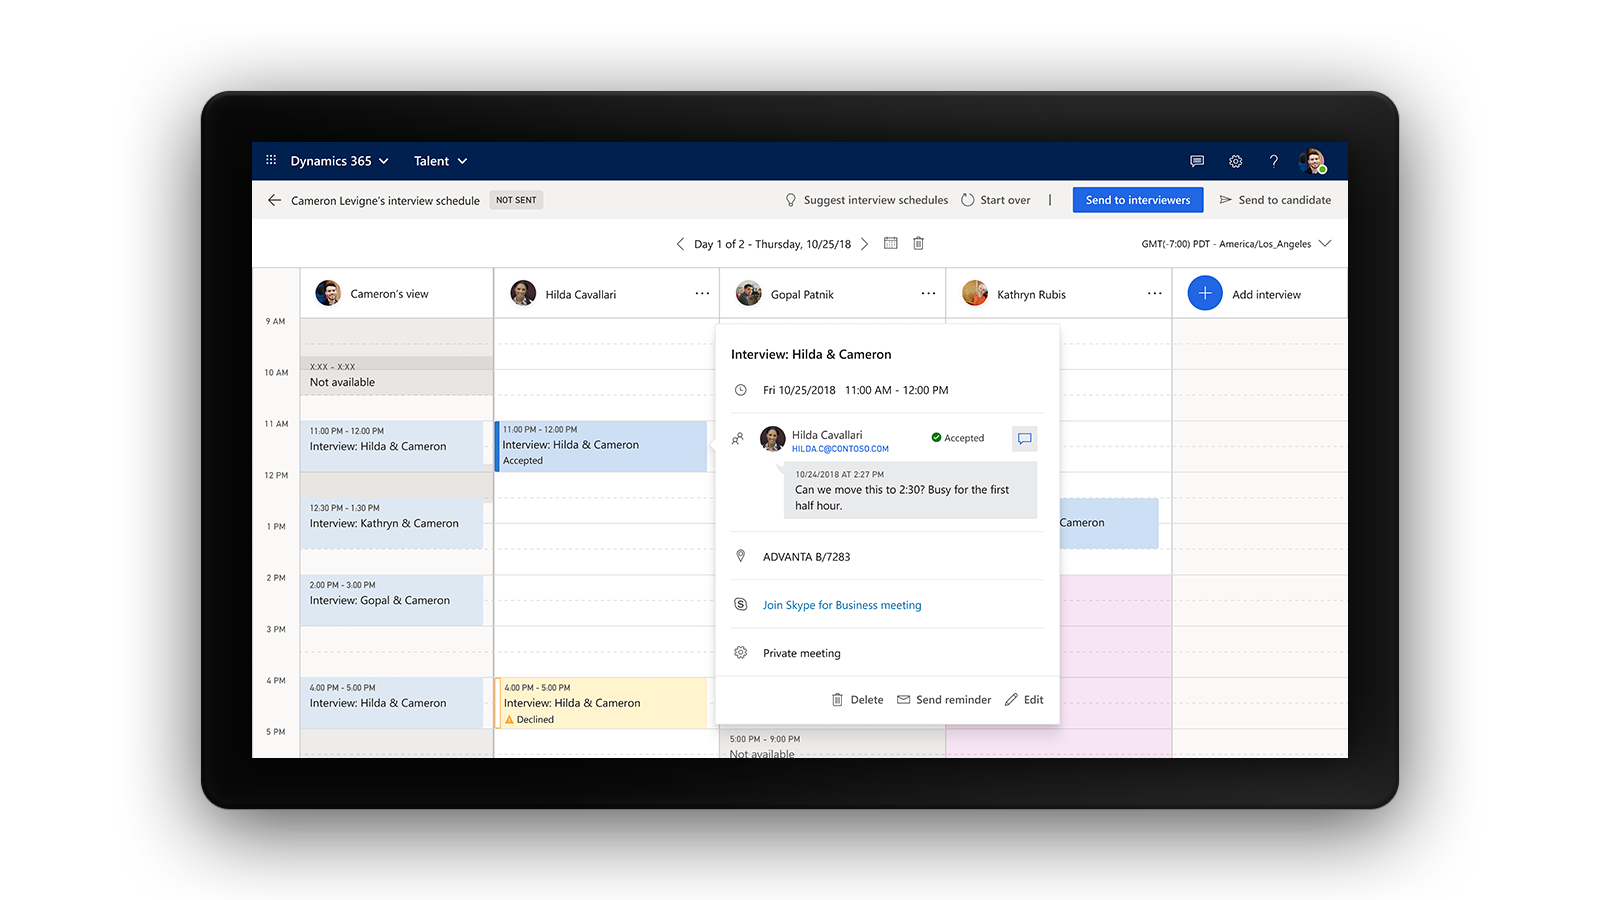 Dynamics 365 Talent
?
Cameron Levigne's interview schedule NOT SENT Suggest interview schedules Start over | Send to interviewers Send to candidate
Day 1 of 2 - Thursday, 10/25/18 GMT(-7:00) PDT - America/Los_Angeles
Cameron's view Hilda Cavallari ... Gopal Patnik ... Kathryn Rubis ... + Add interview
9 AM
X:XX - X:XX
10 AM
Not available
11 AM
11:00 PM - 12:00 PM
Interview: Hilda & Cameron
12 PM
12:30 PM - 1:30 PM
Interview: Kathryn & Cameron
1 PM
2 PM
2:00 PM - 3:00 PM
Interview: Gopal & Cameron
3 PM
4 PM
4:00 PM - 5:00 PM
Interview: Hilda & Cameron
5 PM
11:00 PM - 12:00 PM
Interview: Hilda & Cameron
Accepted
4:00 PM - 5:00 PM
Interview: Hilda & Cameron
Declined
Interview: Hilda & Cameron
Fri 10/25/2018 11:00 AM - 12:00 PM
Hilda Cavallari Accepted
HILDA.C@CONTOSO.COM
10/24/2018 AT 2:27 PM
Can we move this to 2:30? Busy for the first
half hour.
ADVANTA B/7283
Join Skype for Business meeting
Private meeting
Delete Send reminder Edit
5:00 PM - 9:00 PM
Not available
Cameron